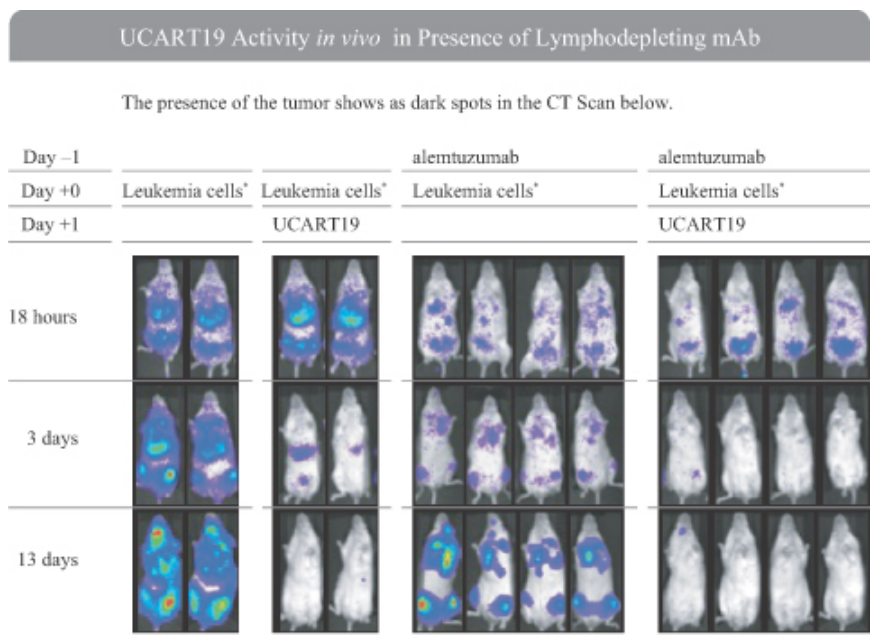 UCART19 Activity in vivo in Presence of Lymphodepleting mAb
The presence of the tumor shows as dark spots in the CT Scan below.
Day –1 alemtuzumab alemtuzumab
Day +0 Leukemia cells* Leukemia cells* Leukemia cells* Leukemia cells*
Day +1 UCART19 UCART19
18 hours
3 days
13 days